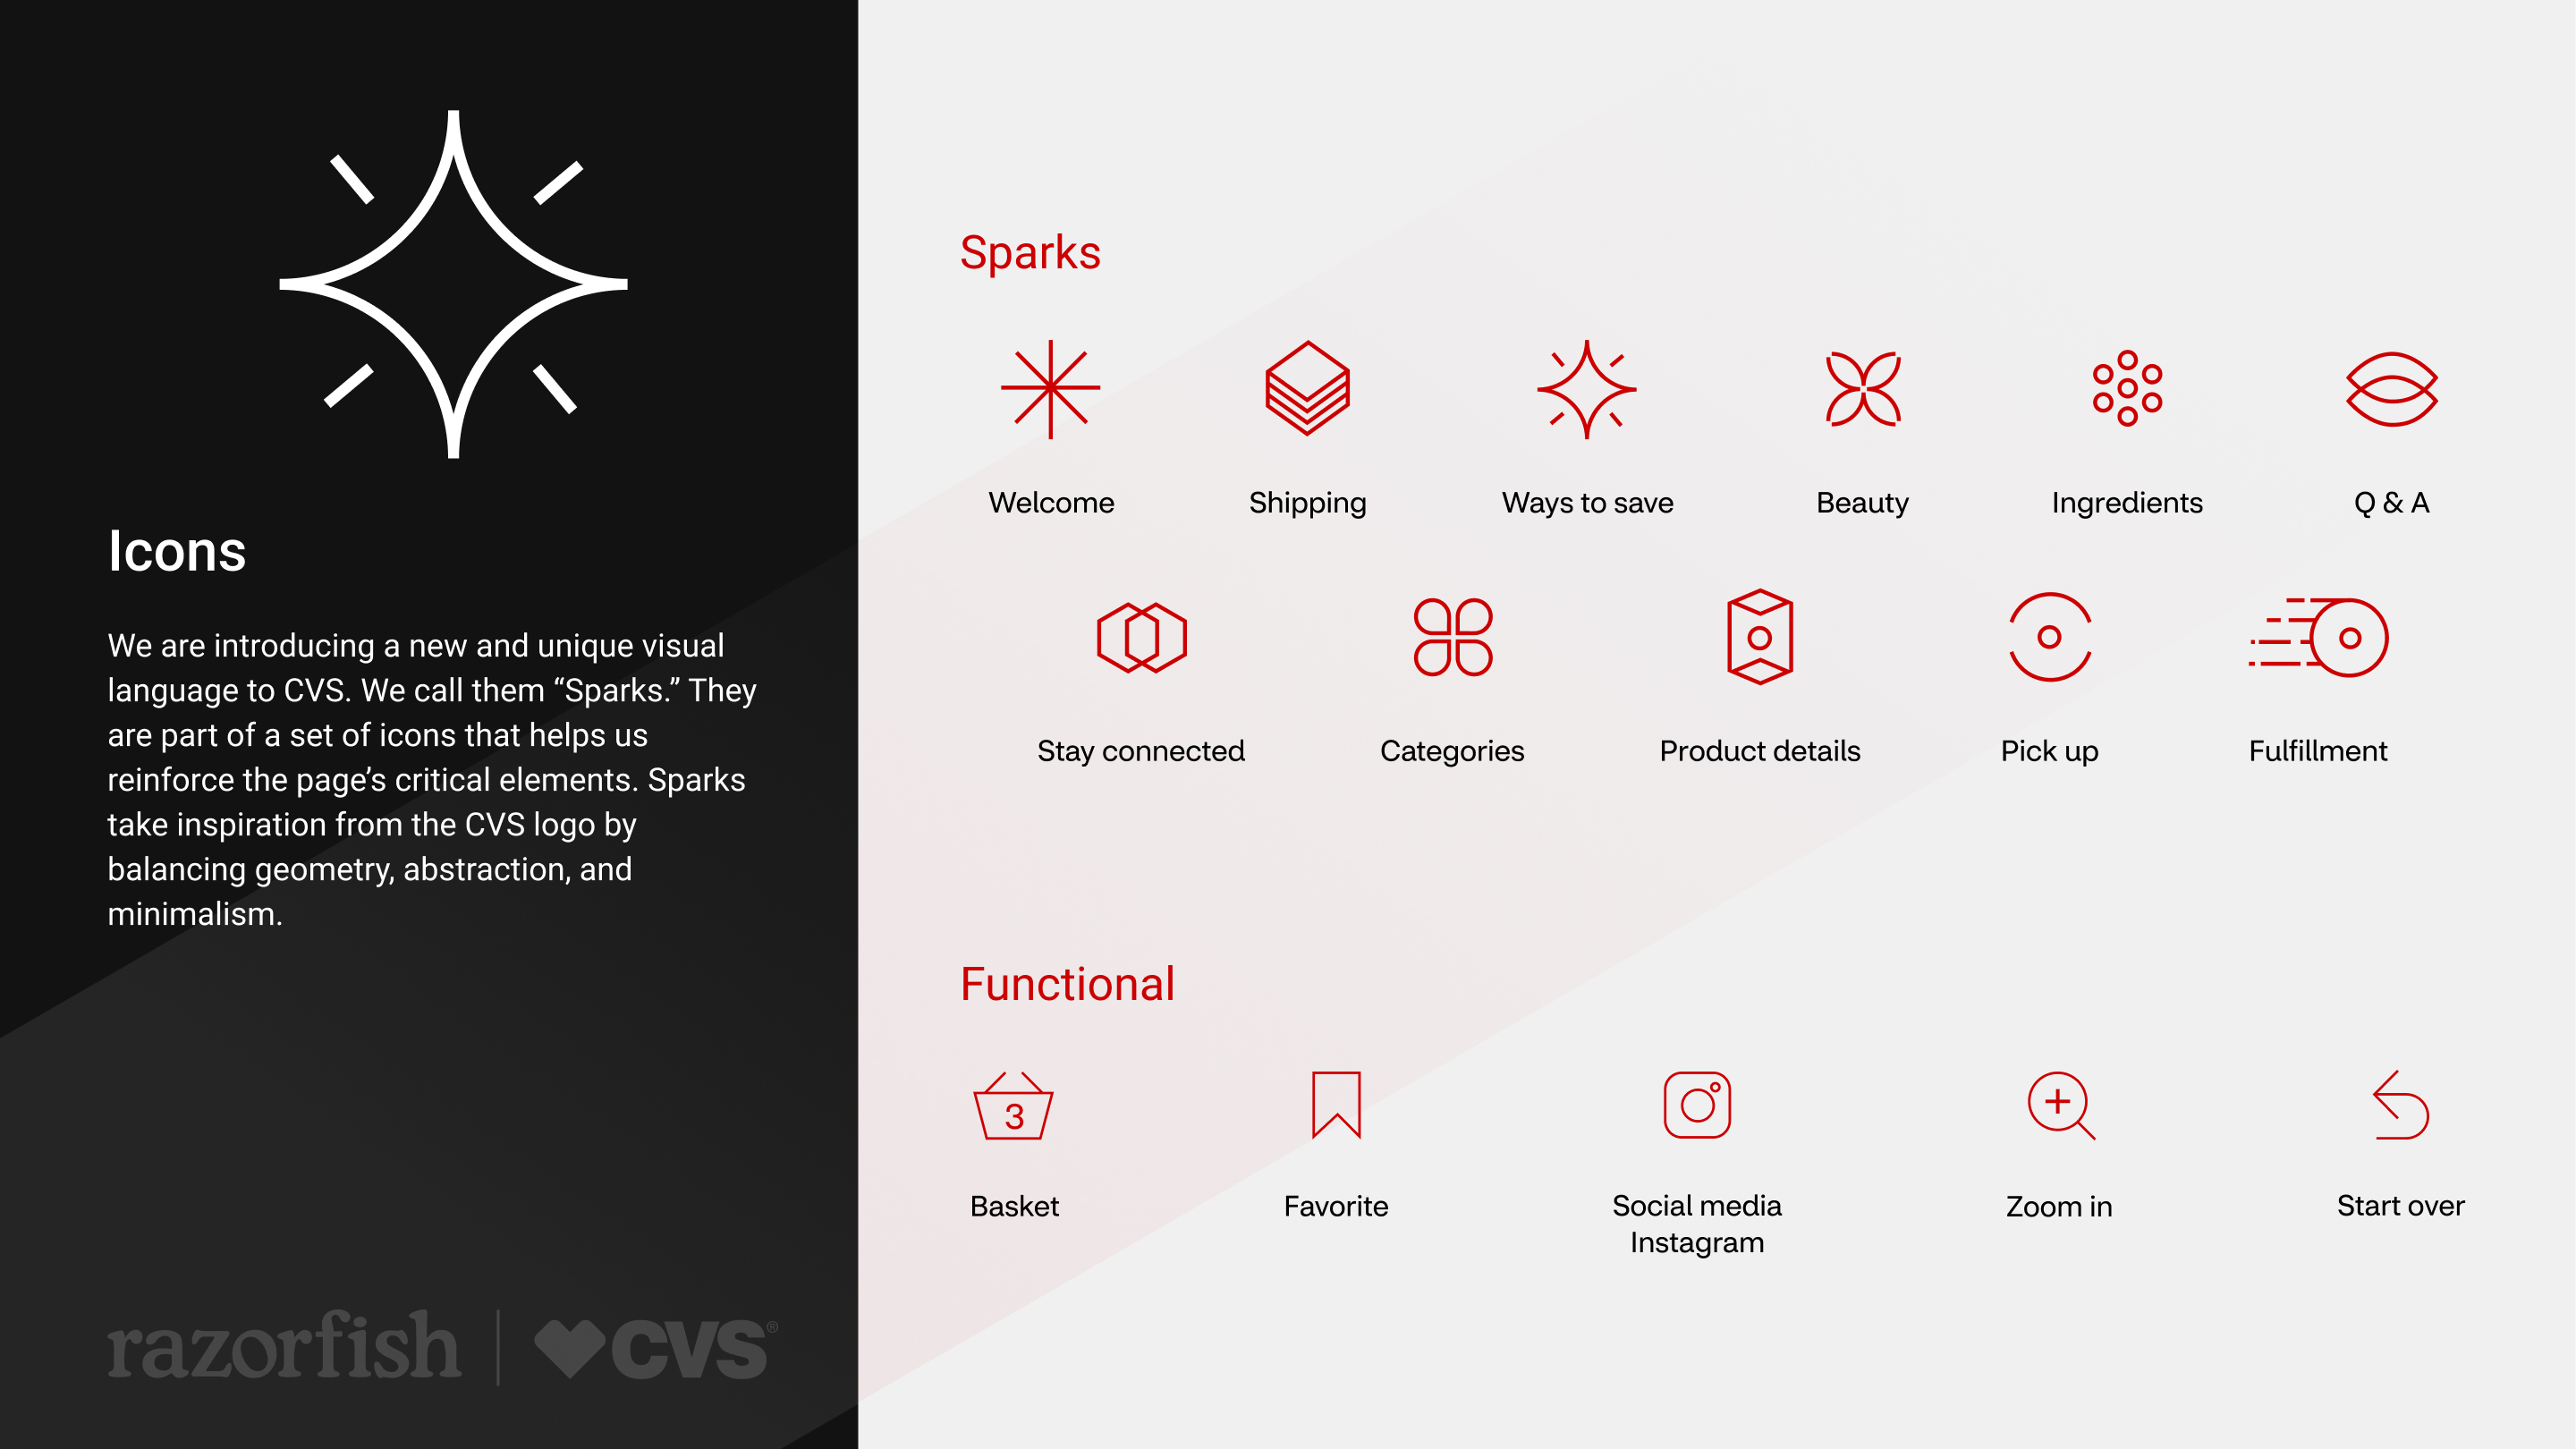 Icons
We are introducing a new and unique visual
language to CVS. We call them “Sparks.” They
are part of a set of icons that helps us
reinforce the page’s critical elements. Sparks
take inspiration from the CVS logo by
balancing geometry, abstraction, and
minimalism.
razorfish | CVS®
Sparks
Welcome
Shipping
Ways to save
Beauty
Ingredients
Q & A
Stay connected
Categories
Product details
Pick up
Fulfillment
Functional
3
Basket
Favorite
Social media
Instagram
Zoom in
Start over